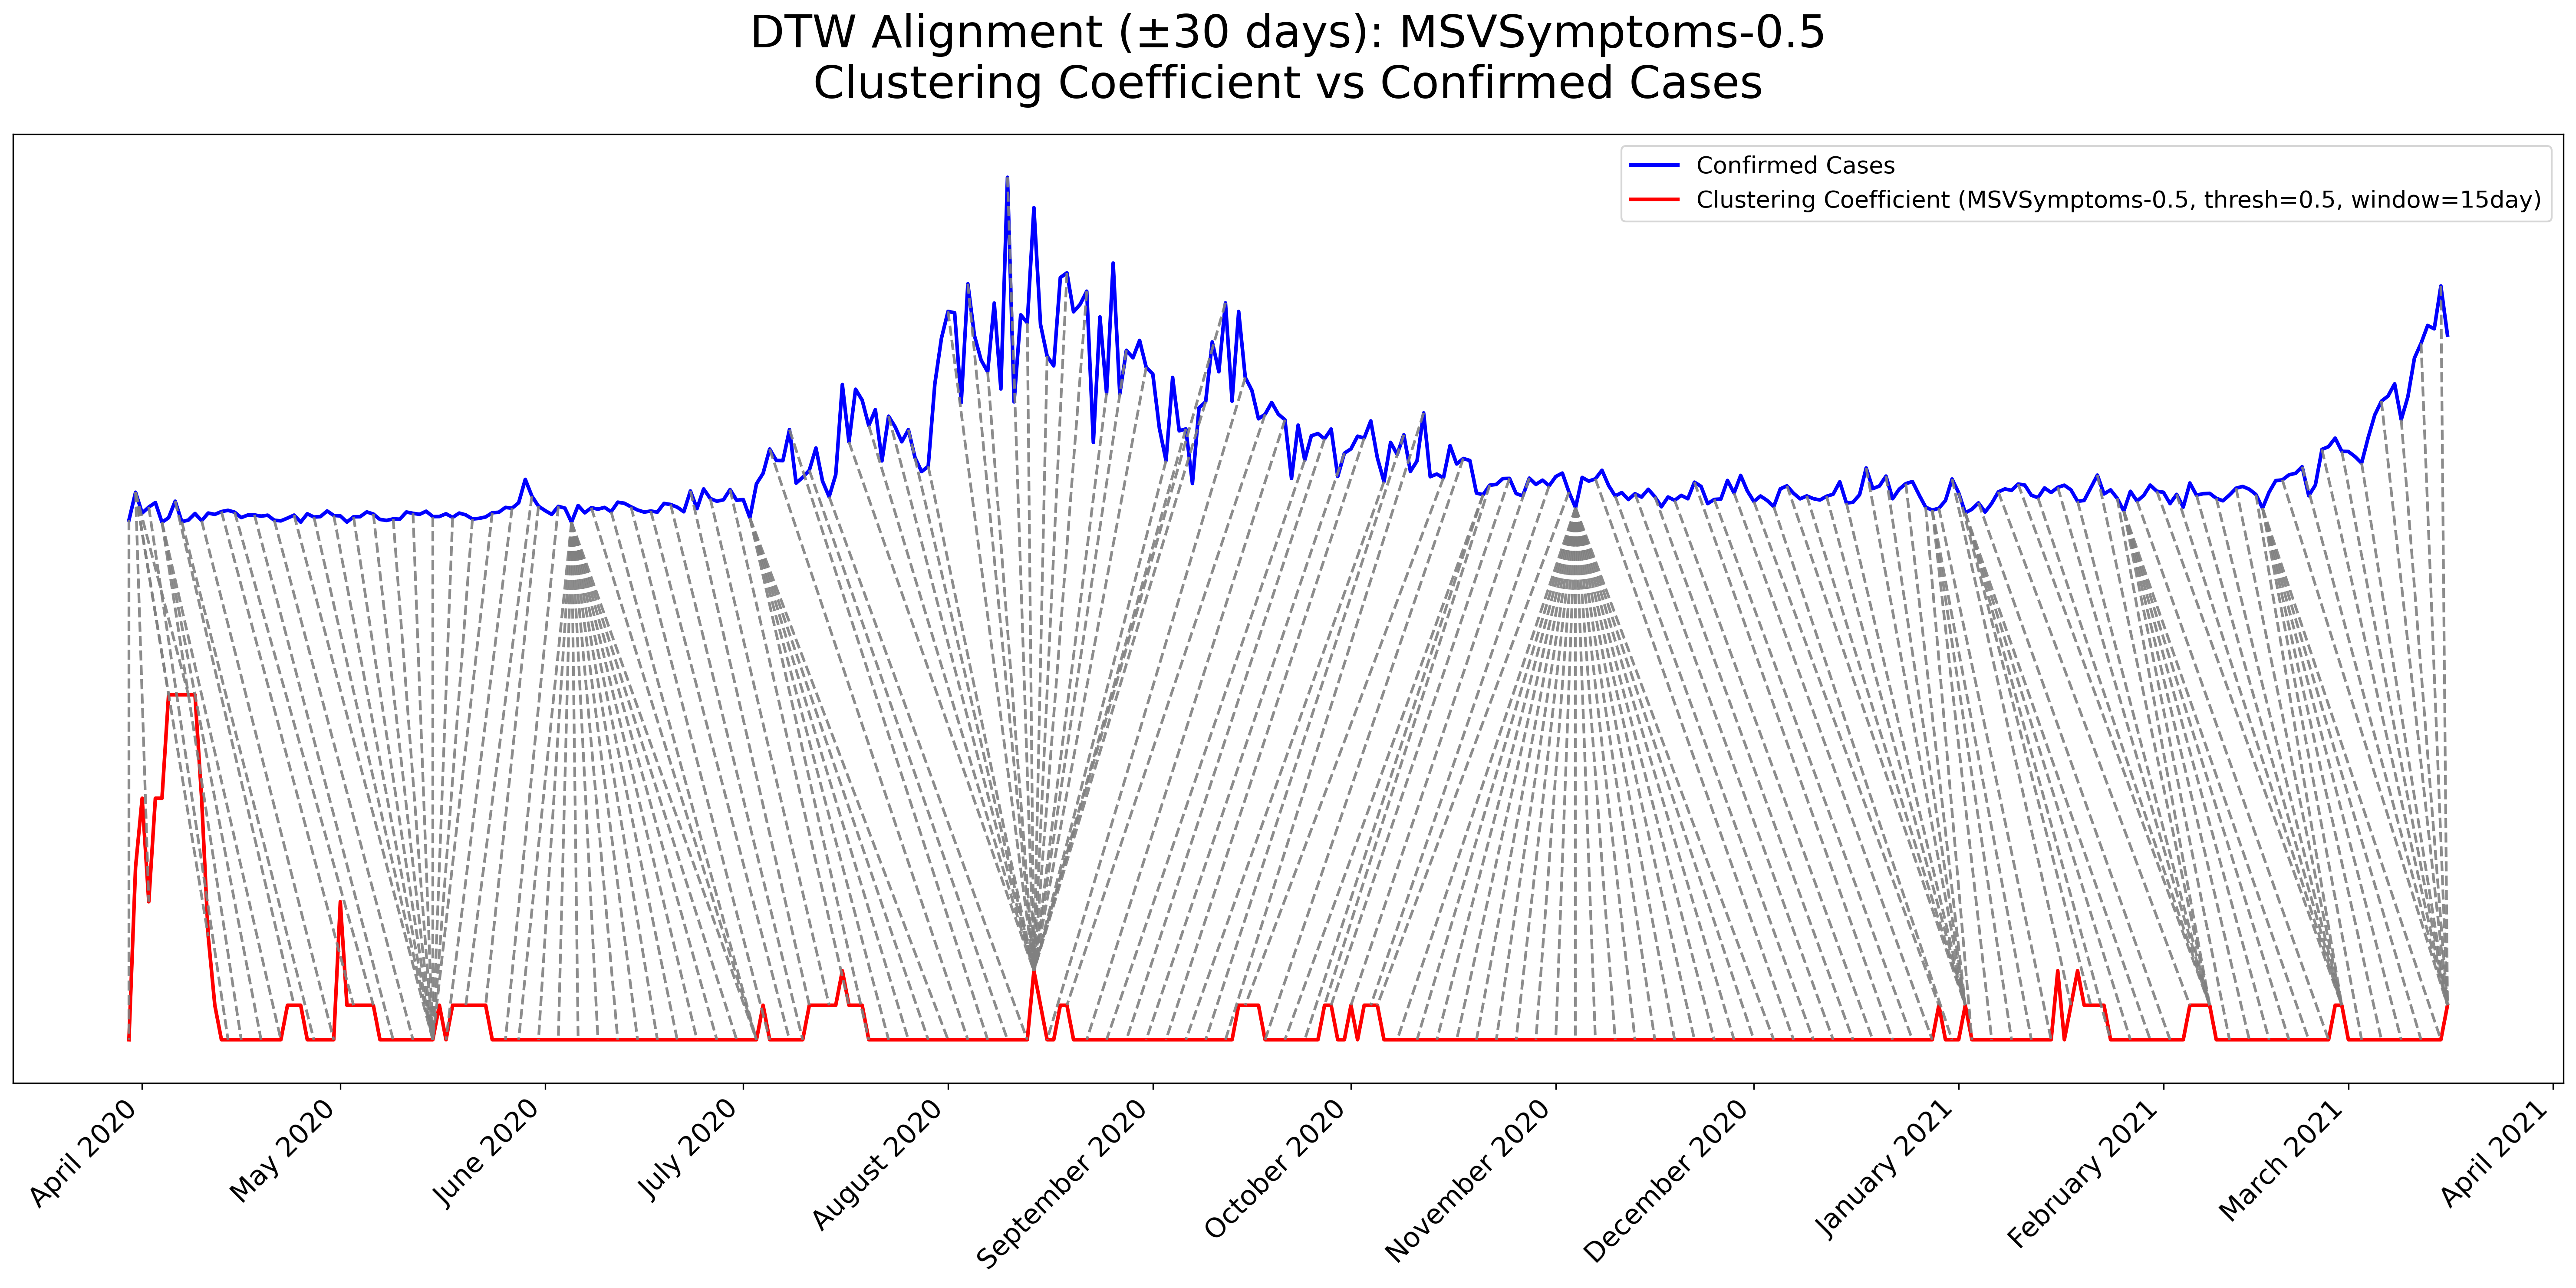 DTW Alignment (±30 days): MSVSymptoms-0.5
Clustering Coefficient vs Confirmed Cases
Confirmed Cases
Clustering Coefficient (MSVSymptoms-0.5, thresh=0.5, window=15day)
April 2020
May 2020
June 2020
July 2020
August 2020
September 2020
October 2020
November 2020
December 2020
January 2021
February 2021
March 2021
April 2021